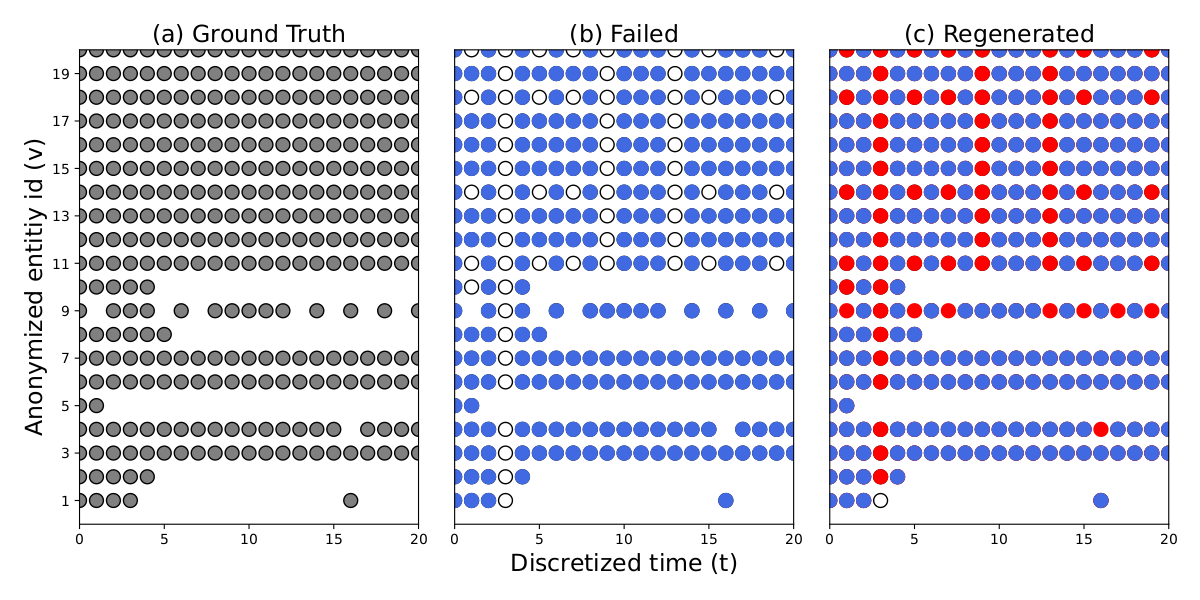 (a) Ground Truth
(b) Failed
(c) Regenerated
Anonymized entitiy id (v)
19
17
15
13
11
9
7
5
3
1
0 5 10 15 20
0 5 10 15 20
0 5 10 15 20
Discretized time (t)